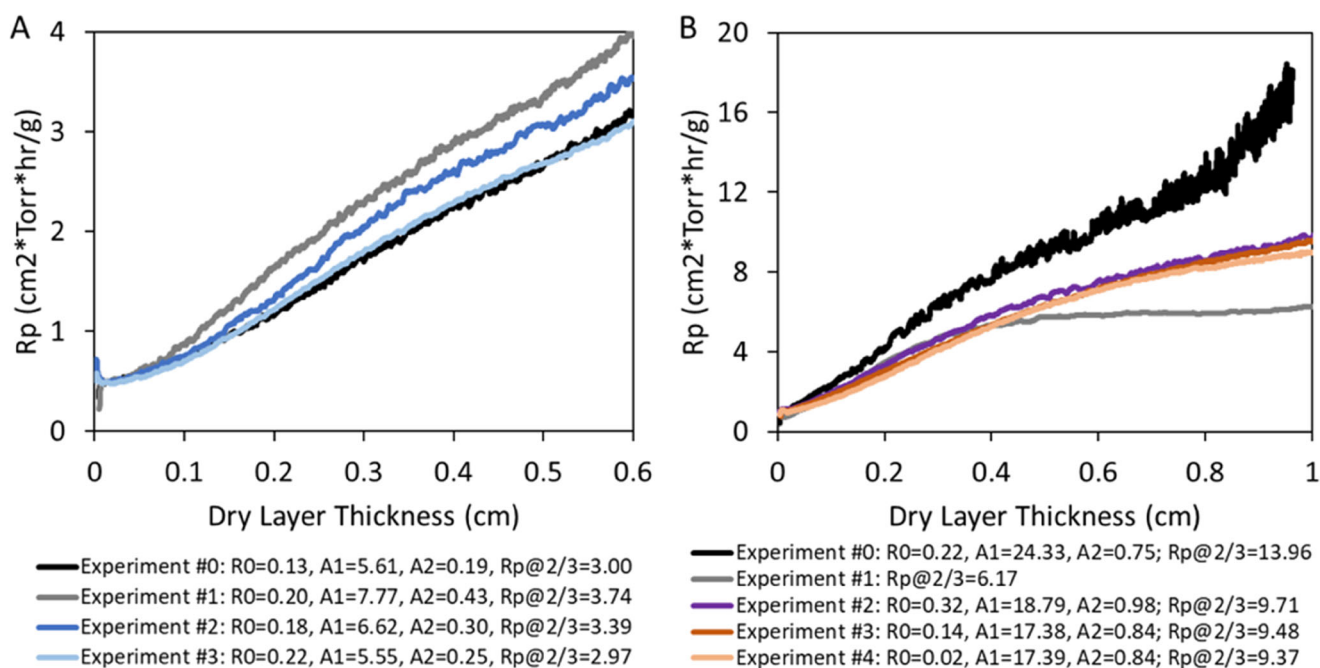 A
4
3
2
1
0
Rp (cm2*Torr*hr/g)
0 0.1 0.2 0.3 0.4 0.5 0.6
Dry Layer Thickness (cm)
Experiment #0: R0=0.13, A1=5.61, A2=0.19, Rp@2/3=3.00
Experiment #1: R0=0.20, A1=7.77, A2=0.43, Rp@2/3=3.74
Experiment #2: R0=0.18, A1=6.62, A2=0.30, Rp@2/3=3.39
Experiment #3: R0=0.22, A1=5.55, A2=0.25, Rp@2/3=2.97
B
20
16
12
8
4
0
Rp (cm2*Torr*hr/g)
0 0.2 0.4 0.6 0.8 1
Dry Layer Thickness (cm)
Experiment #0: R0=0.22, A1=24.33, A2=0.75; Rp@2/3=13.96
Experiment #1: Rp@2/3=6.17
Experiment #2: R0=0.32, A1=18.79, A2=0.98; Rp@2/3=9.71
Experiment #3: R0=0.14, A1=17.38, A2=0.84; Rp@2/3=9.48
Experiment #4: R0=0.02, A1=17.39, A2=0.84; Rp@2/3=9.37